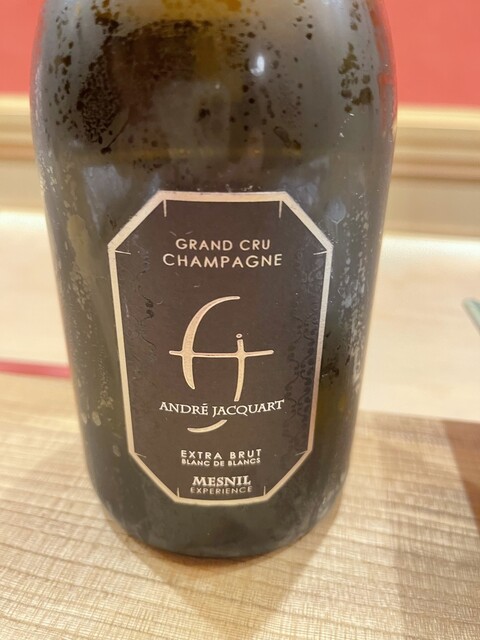 GRAND CRU
CHAMPAGNE
AJ
ANDRÉ JACQUART
EXTRA BRUT
BLANC DE BLANCS
MESNIL
EXPERIENCE